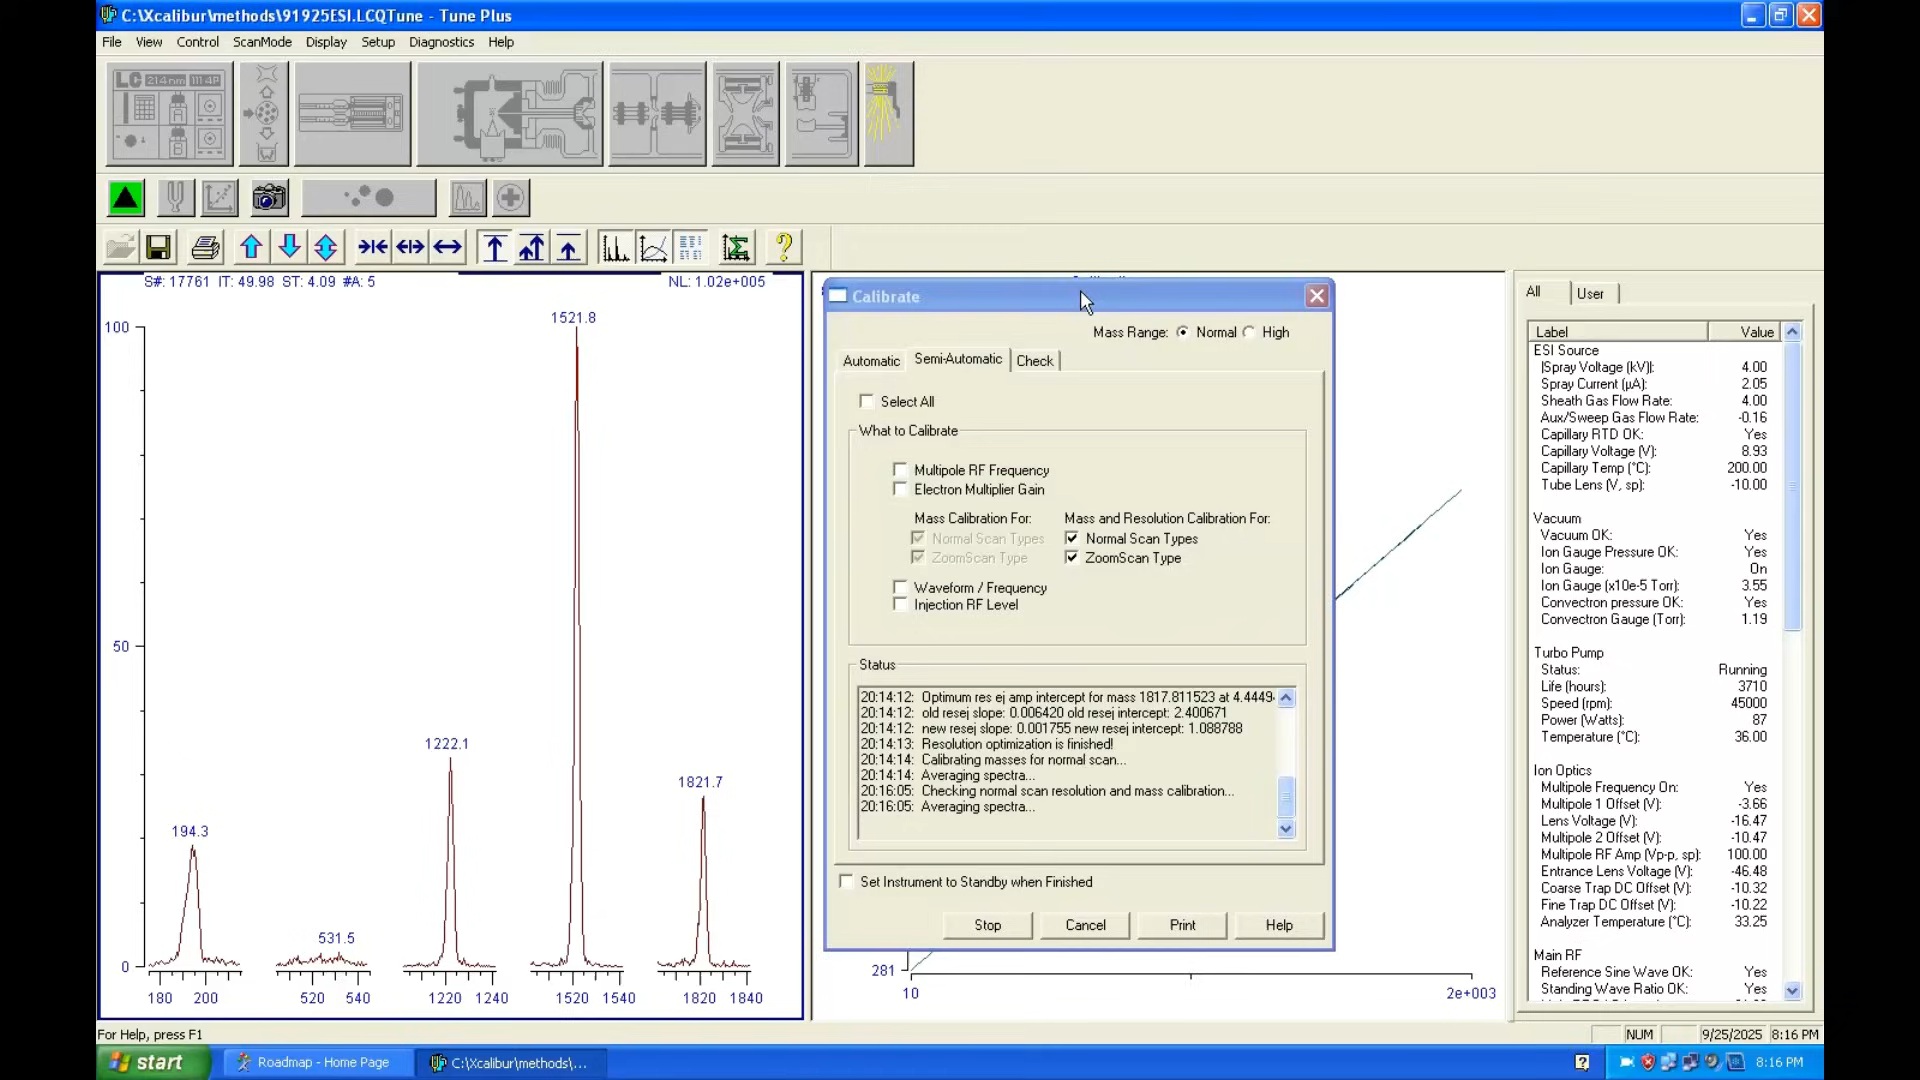 C:\Xcalibur\methods\91925ESI.LCQTune - Tune Plus
File View Control ScanMode Display Setup Diagnostics Help
LC 214nm 1114P
A
B
S#: 17761 IT: 49.98 ST: 4.09 #A: 5 NL: 1.02e+005
100
50
0
1521.8
1222.1
1821.7
194.3
531.5
180 200 520 540 1220 1240 1520 1540 1820 1840
Calibrate
Mass Range: Normal High
Automatic Semi-Automatic Check
Select All
What to Calibrate
Multipole RF Frequency
Electron Multiplier Gain
Mass Calibration For: Mass and Resolution Calibration For:
Normal Scan Types Normal Scan Types
ZoomScan Type ZoomScan Type
Waveform / Frequency
Injection RF Level
Status
20:14:12: Optimum res ej amp intercept for mass 1817.811523 at 4.4449
20:14:12: old resej slope: 0.006420 old resej intercept: 2.400671
20:14:12: new resej slope: 0.001755 new resej intercept: 1.088788
20:14:13: Resolution optimization is finished!
20:14:14: Calibrating masses for normal scan...
20:14:14: Averaging spectra...
20:16:05: Checking normal scan resolution and mass calibration...
20:16:05: Averaging spectra...
Set Instrument to Standby when Finished
Stop Cancel Print Help
281
10 2e+003
All User
Label Value
ESI Source
|Spray Voltage (kV)|: 4.00
Spray Current (µA): 2.05
Sheath Gas Flow Rate: 4.00
Aux/Sweep Gas Flow Rate: -0.16
Capillary RTD OK: Yes
Capillary Voltage (V): 8.93
Capillary Temp (°C): 200.00
Tube Lens (V, sp): -10.00
Vacuum
Vacuum OK: Yes
Ion Gauge Pressure OK: Yes
Ion Gauge: On
Ion Gauge (x10e-5 Torr): 3.55
Convectron pressure OK: Yes
Convectron Gauge (Torr): 1.19
Turbo Pump
Status: Running
Life (hours): 3710
Speed (rpm): 45000
Power (Watts): 87
Temperature (°C): 36.00
Ion Optics
Multipole Frequency On: Yes
Multipole 1 Offset (V): -3.66
Lens Voltage (V): -16.47
Multipole 2 Offset (V): -10.47
Multipole RF Amp (Vp-p, sp): 100.00
Entrance Lens Voltage (V): -46.48
Coarse Trap DC Offset (V): -10.32
Fine Trap DC Offset (V): -10.22
Analyzer Temperature (°C): 33.25
Main RF
Reference Sine Wave OK: Yes
Standing Wave Ratio OK: Yes
For Help, press F1 NUM 9/25/2025 8:16 PM
start Roadmap - Home Page C:\Xcalibur\methods\... 8:16 PM